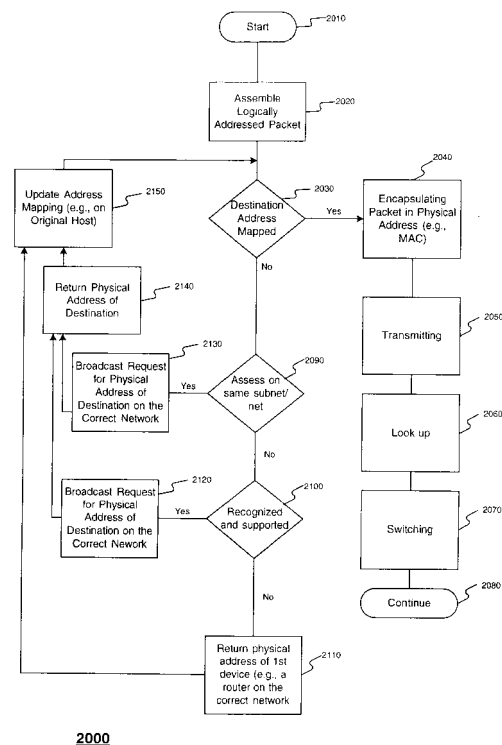 Start
2010
Assemble
Logically
Addressed Packet
2020
2040
Update Address
Mapping (e.g., on
Original Host)
2150
Destination
Address
Mapped
2030
Yes
Encapsulating
Packet in Physical
Address (e.g.,
MAC)
No
Return Physical
Address of
Destination
2140
Transmitting
2050
2130
Broadcast Request
for Physical
Address of
Destination on the
Correct Network
Yes
Assess on
same subnet/
net
2090
Look up
2060
No
2120
Broadcast Request
for Physical
Address of
Destination on the
Correct Nework
Yes
Recognized
and supported
2100
Switching
2070
No
Continue
2080
Return physical
address of 1st
device (e.g., a
router on the
correct network
2110
2000